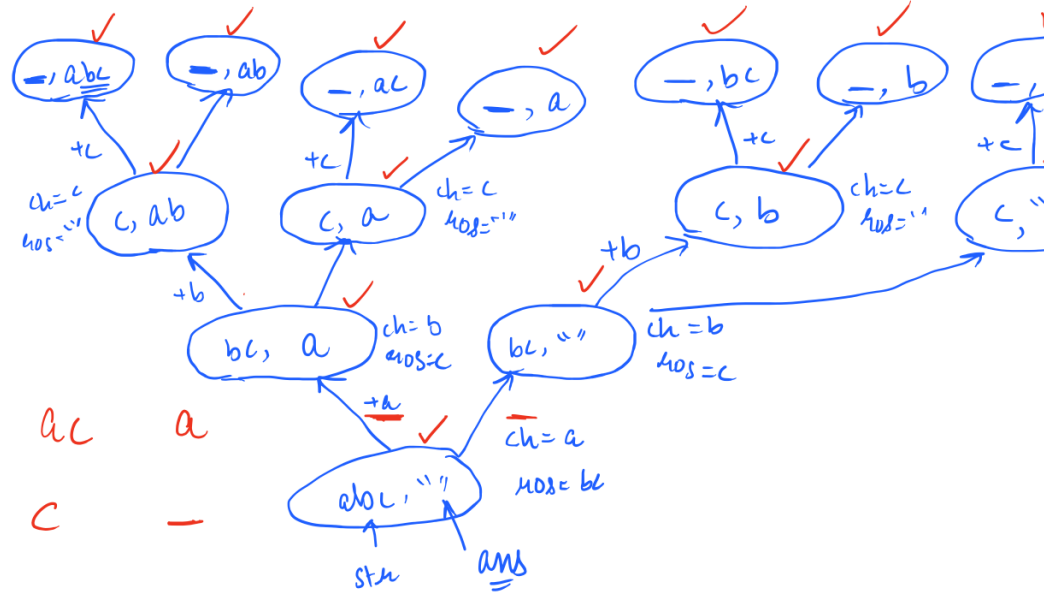 _, abc
_, ab
_, ac
_, a
_, bc
_, b
_,
+c
+c
+c
+c
ch=c
ros=""
c, ab
c, a
ch=c
ros=""
c, b
ch=c
ros=""
c, "
+b
+b
bc, a
ch=b
ros=c
bc, ""
ch=b
ros=c
+a
ac a
ch=a
ros=bc
abc, ""
c _
str
ans